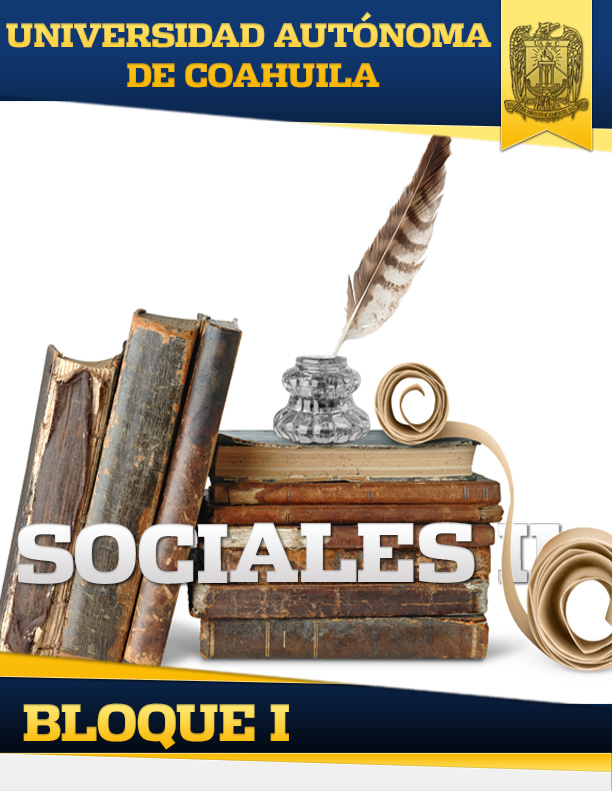 UNIVERSIDAD AUTÓNOMA
DE COAHUILA
SOCIALES II
BLOQUE I